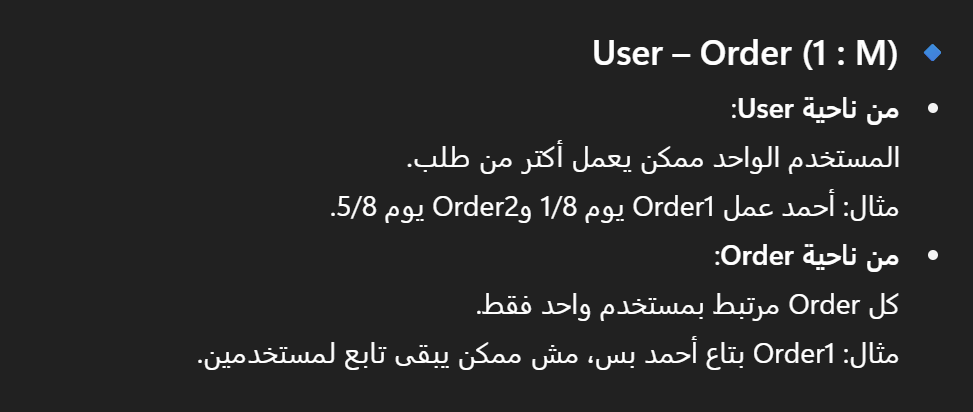 User – Order (1 : M)
من ناحية User:
المستخدم الواحد ممكن يعمل أكتر من طلب.
مثال: أحمد عمل Order1 يوم 1/8 وOrder2 يوم 5/8.
من ناحية Order:
كل Order مرتبط بمستخدم واحد فقط.
مثال: Order1 بتاع أحمد بس، مش ممكن يبقى تابع لمستخدمين.